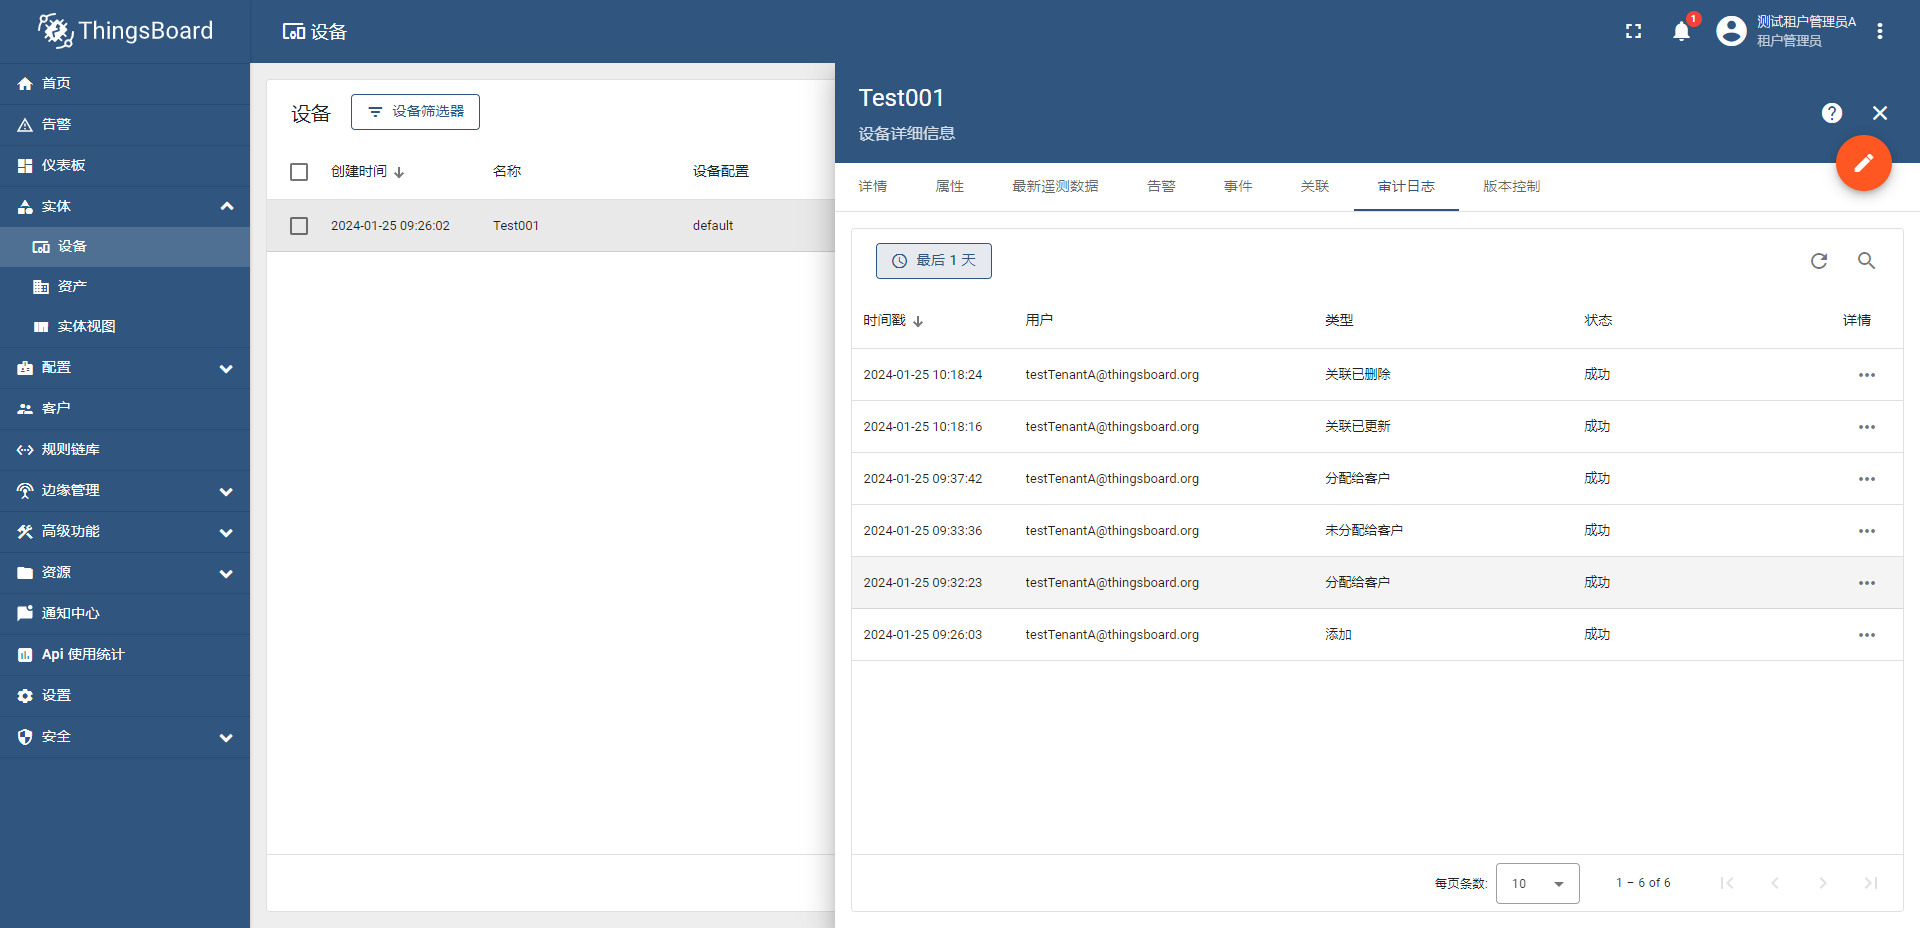 ThingsBoard
设备
1
测试租户管理员A
租户管理员
首页
告警
仪表板
实体
设备
资产
实体视图
配置
客户
规则链库
边缘管理
高级功能
资源
通知中心
Api 使用统计
设置
安全
设备
设备筛选器
创建时间 名称 设备配置
2024-01-25 09:26:02 Test001 default
Test001
设备详细信息
详情 属性 最新遥测数据 告警 事件 关联 审计日志 版本控制
最后 1 天
时间戳 用户 类型 状态 详情
2024-01-25 10:18:24 testTenantA@thingsboard.org 关联已删除 成功
2024-01-25 10:18:16 testTenantA@thingsboard.org 关联已更新 成功
2024-01-25 09:37:42 testTenantA@thingsboard.org 分配给客户 成功
2024-01-25 09:33:36 testTenantA@thingsboard.org 未分配给客户 成功
2024-01-25 09:32:23 testTenantA@thingsboard.org 分配给客户 成功
2024-01-25 09:26:03 testTenantA@thingsboard.org 添加 成功
每页条数: 10 1 – 6 of 6